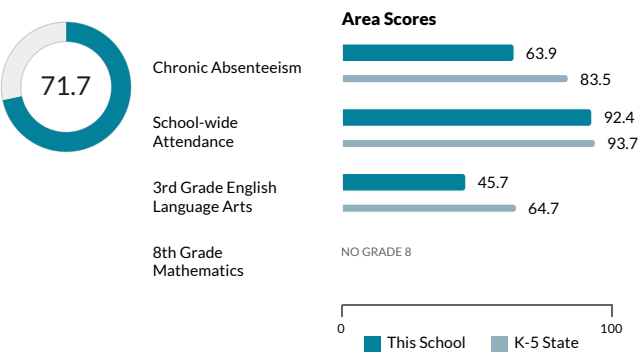 Area Scores
71.7
Chronic Absenteeism
63.9
83.5
School-wide
Attendance
92.4
93.7
3rd Grade English
Language Arts
45.7
64.7
8th Grade
Mathematics
NO GRADE 8
0
100
This School
K-5 State